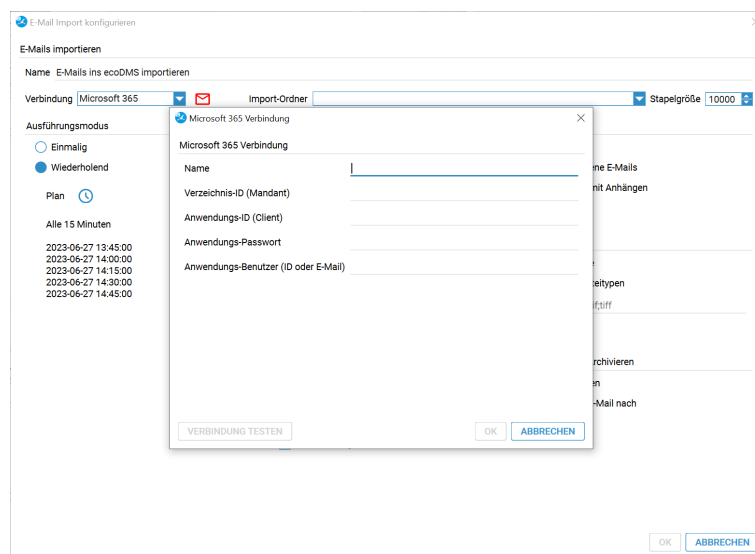 E-Mail Import konfigurieren
E-Mails importieren
Name E-Mails ins ecoDMS importieren
Verbindung Microsoft 365 Import-Ordner Stapelgröße 10000
Ausführungsmodus
Einmalig
Wiederholend
Plan
Alle 15 Minuten
2023-06-27 13:45:00
2023-06-27 14:00:00
2023-06-27 14:15:00
2023-06-27 14:30:00
2023-06-27 14:45:00
Microsoft 365 Verbindung
Microsoft 365 Verbindung
Name
Verzeichnis-ID (Mandant)
Anwendungs-ID (Client)
Anwendungs-Passwort
Anwendungs-Benutzer (ID oder E-Mail)
VERBINDUNG TESTEN OK ABBRECHEN
ne E-Mails
nit Anhängen
eitypen
if;tiff
rchivieren
en
-Mail nach
OK ABBRECHEN